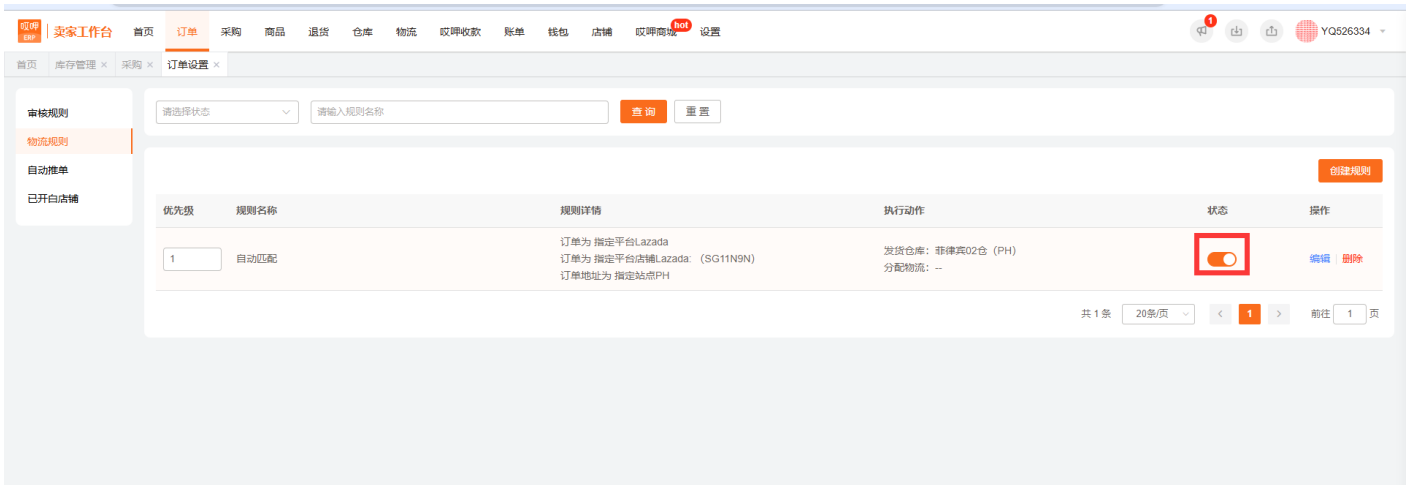 哎呷 ERP 卖家工作台 首页 订单 采购 商品 退货 仓库 物流 哎呷收款 账单 钱包 店铺 哎呷商城 hot 设置 1 YQ526334
首页 库存管理 × 采购 × 订单设置 ×
审核规则
物流规则
自动推单
已开白店铺
请选择状态 请输入规则名称 查询 重置
创建规则
优先级 规则名称 规则详情 执行动作 状态 操作
1 自动匹配
订单为 指定平台Lazada
订单为 指定平台店铺Lazada: （SG11N9N）
订单地址为 指定站点PH
发货仓库：菲律宾02仓（PH）
分配物流：--
编辑 删除
共 1 条 20条/页 < 1 > 前往 1 页